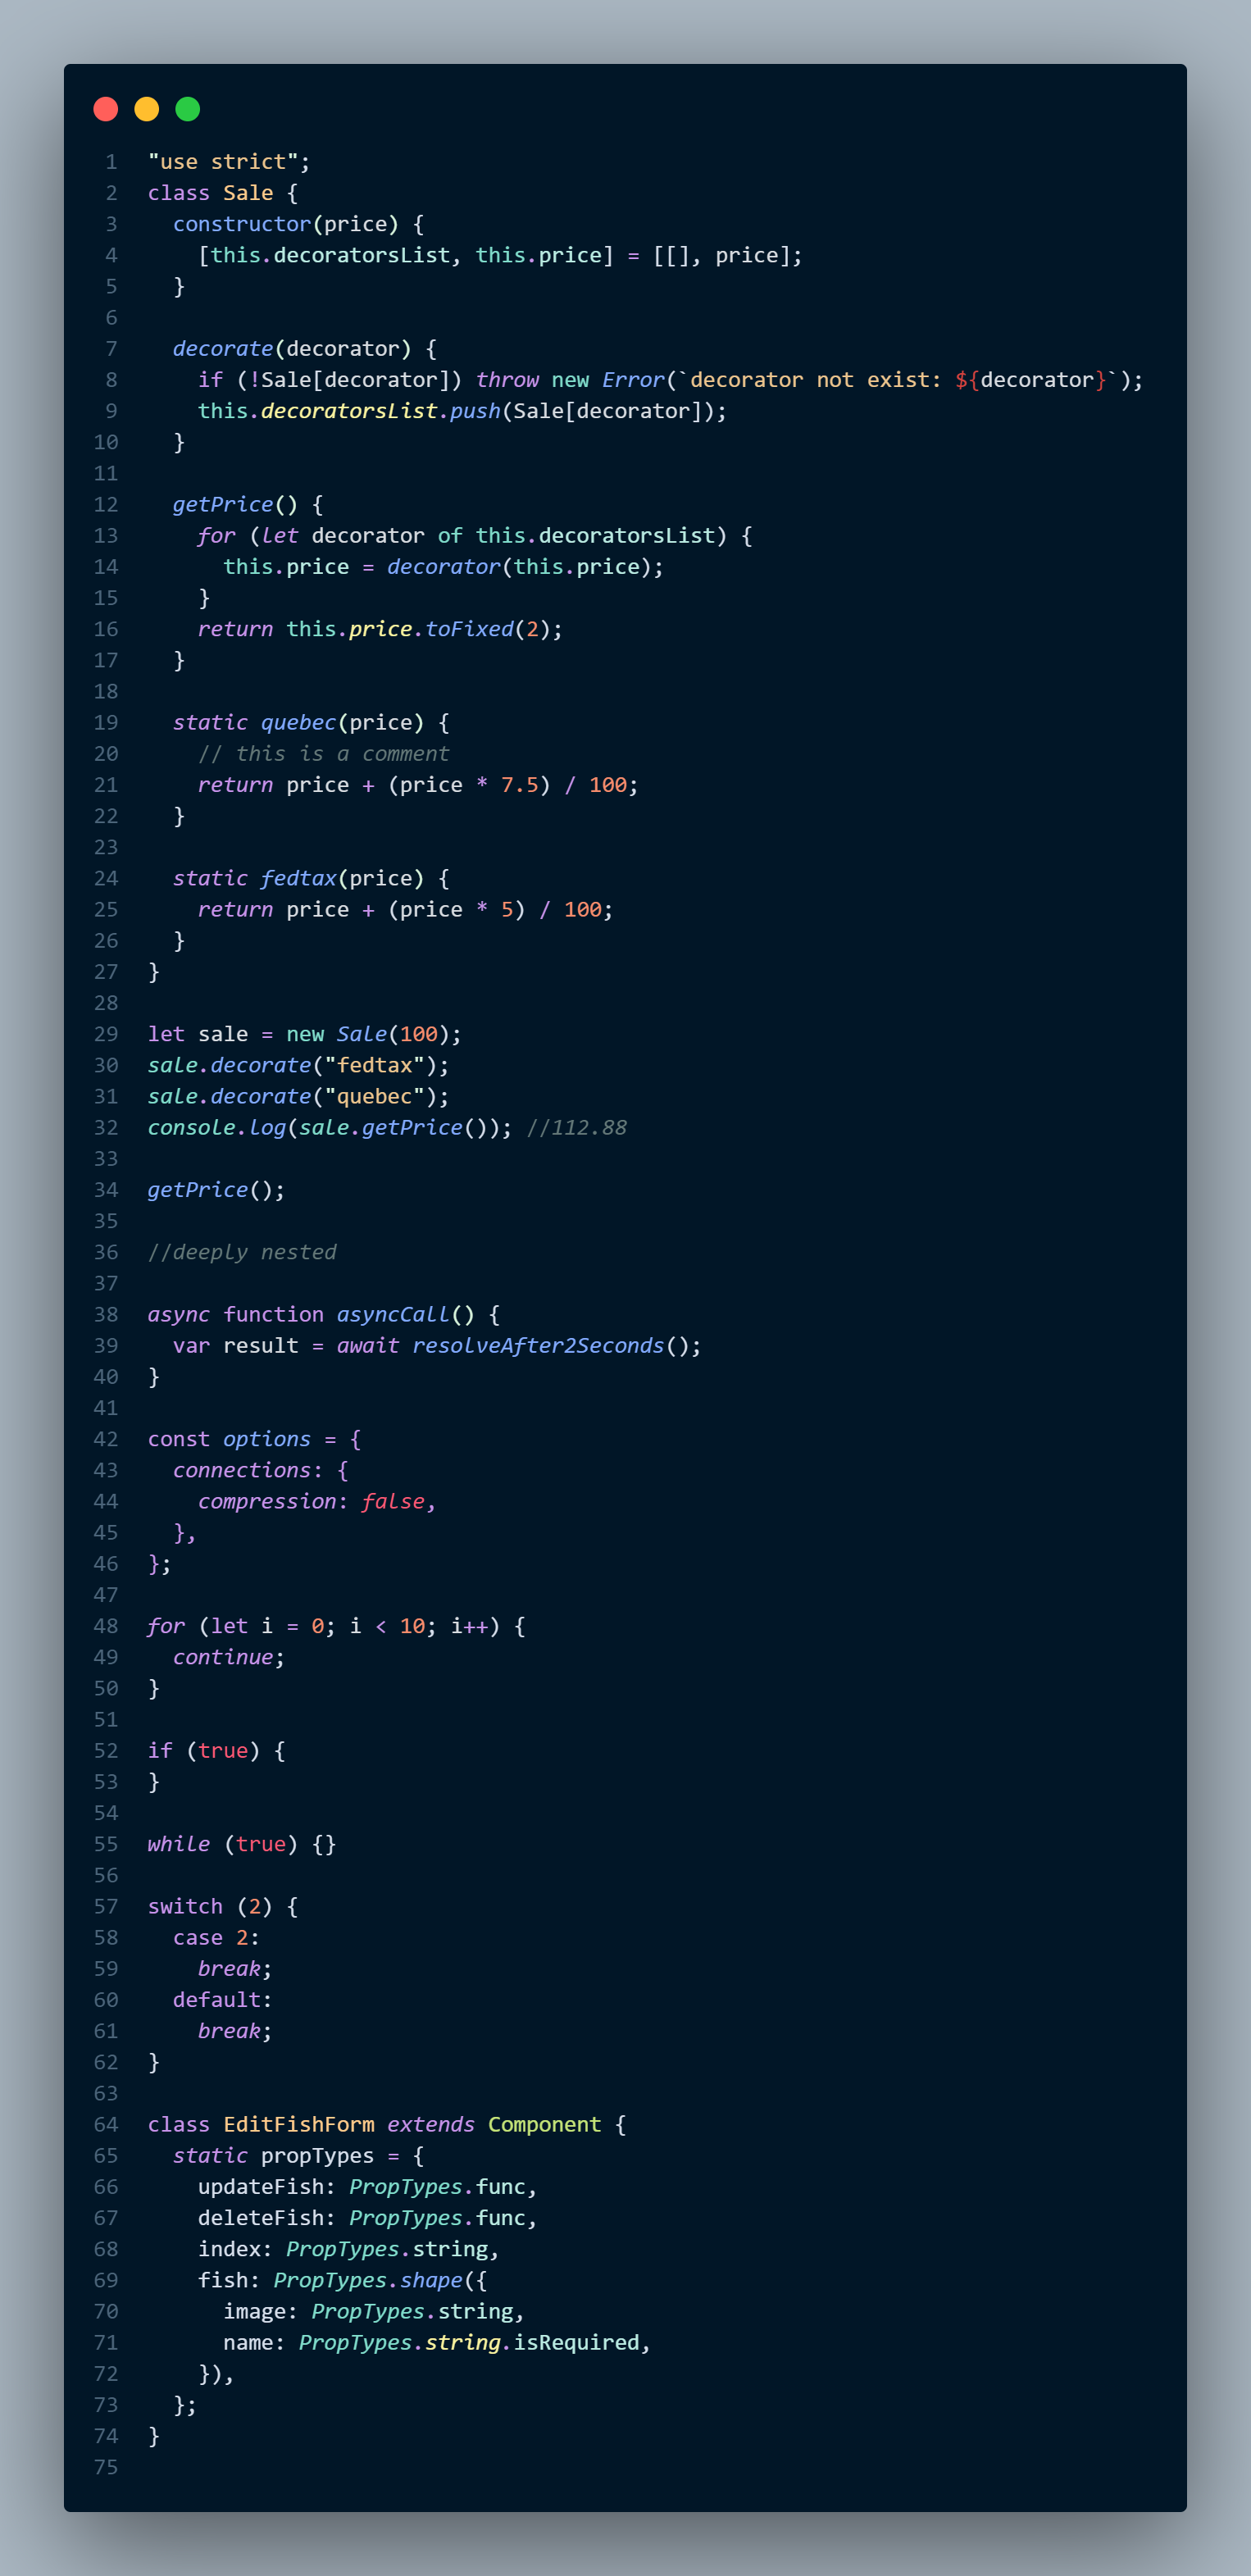 1 "use strict";
2 class Sale {
3   constructor(price) {
4     [this.decoratorsList, this.price] = [[], price];
5   }
6
7   decorate(decorator) {
8     if (!Sale[decorator]) throw new Error(`decorator not exist: ${decorator}`);
9     this.decoratorsList.push(Sale[decorator]);
10   }
11
12   getPrice() {
13     for (let decorator of this.decoratorsList) {
14       this.price = decorator(this.price);
15     }
16     return this.price.toFixed(2);
17   }
18
19   static quebec(price) {
20     // this is a comment
21     return price + (price * 7.5) / 100;
22   }
23
24   static fedtax(price) {
25     return price + (price * 5) / 100;
26   }
27 }
28
29 let sale = new Sale(100);
30 sale.decorate("fedtax");
31 sale.decorate("quebec");
32 console.log(sale.getPrice()); //112.88
33
34 getPrice();
35
36 //deeply nested
37
38 async function asyncCall() {
39   var result = await resolveAfter2Seconds();
40 }
41
42 const options = {
43   connections: {
44     compression: false,
45   },
46 };
47
48 for (let i = 0; i < 10; i++) {
49   continue;
50 }
51
52 if (true) {
53 }
54
55 while (true) {}
56
57 switch (2) {
58   case 2:
59     break;
60   default:
61     break;
62 }
63
64 class EditFishForm extends Component {
65   static propTypes = {
66     updateFish: PropTypes.func,
67     deleteFish: PropTypes.func,
68     index: PropTypes.string,
69     fish: PropTypes.shape({
70       image: PropTypes.string,
71       name: PropTypes.string.isRequired,
72     }),
73   };
74 }
75